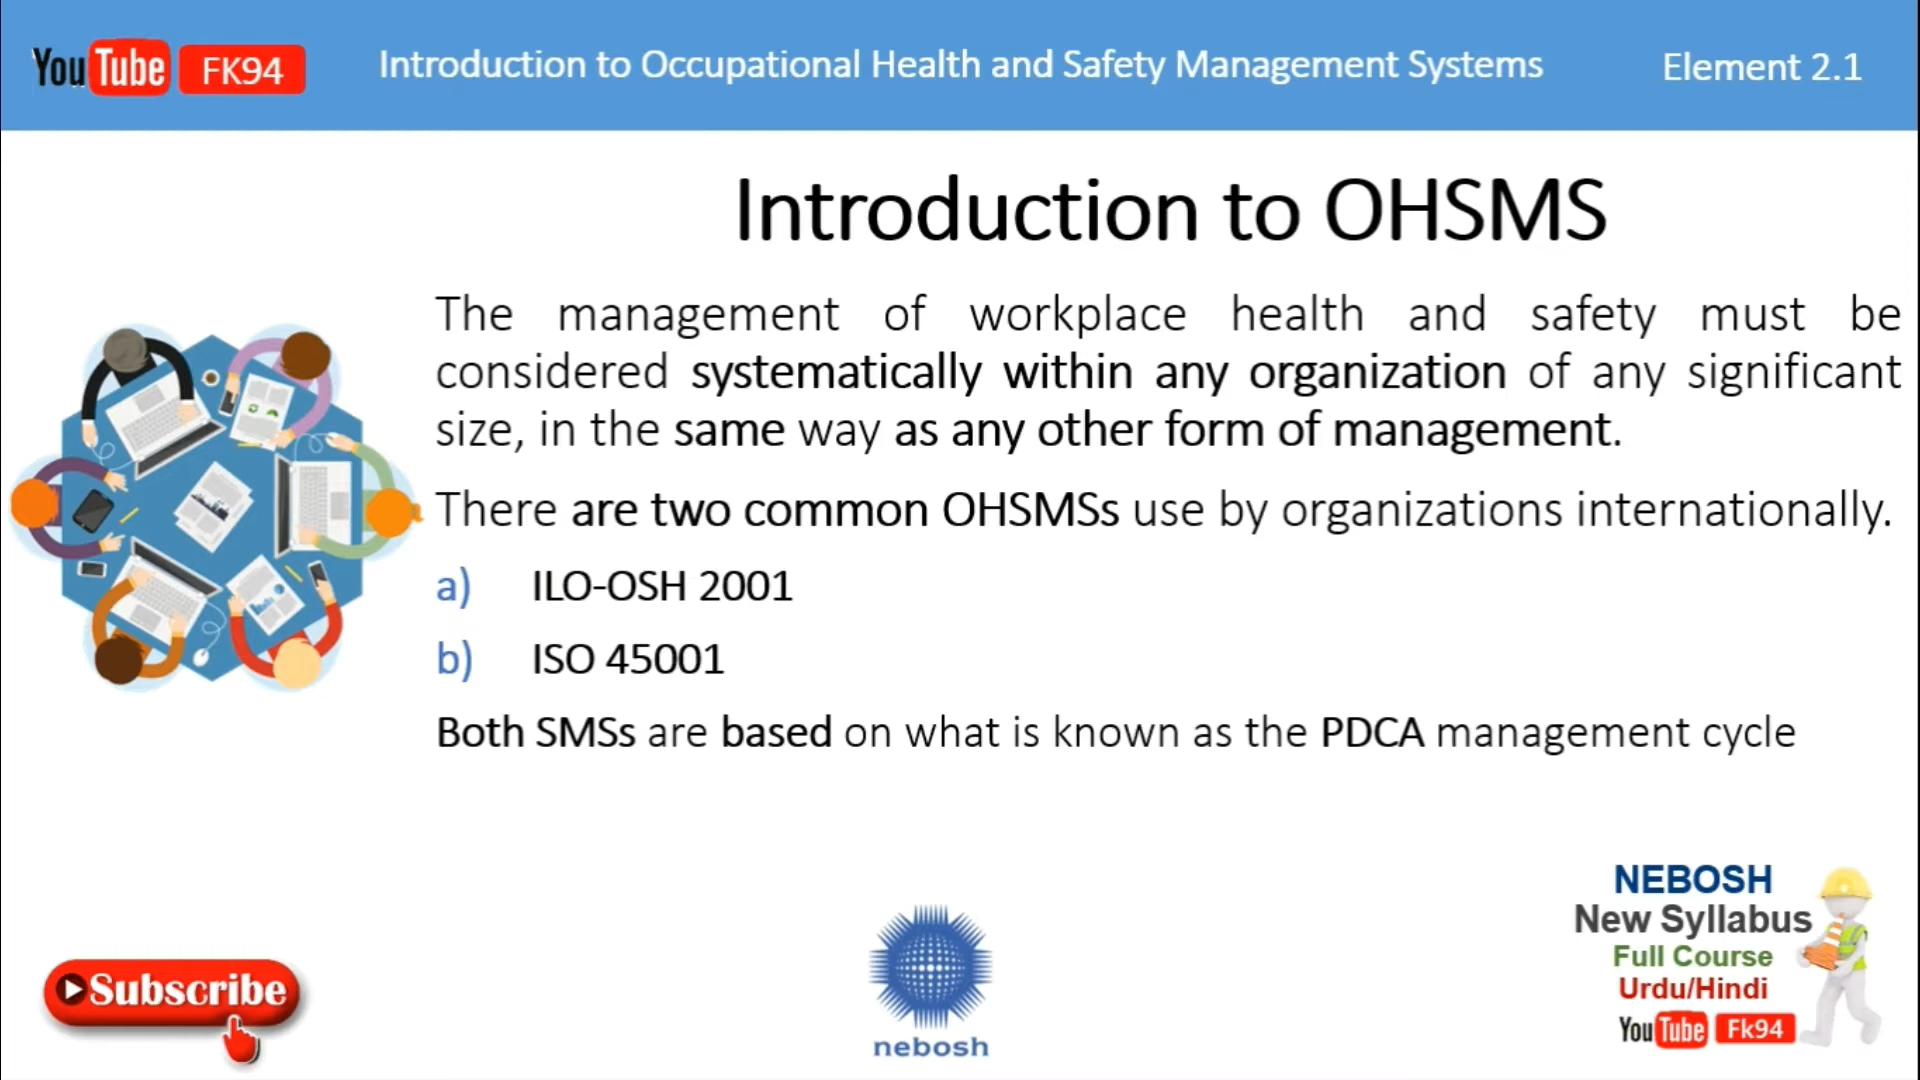 YouTube FK94
Introduction to Occupational Health and Safety Management Systems
Element 2.1
Introduction to OHSMS
The management of workplace health and safety must be
considered systematically within any organization of any significant
size, in the same way as any other form of management.
There are two common OHSMSs use by organizations internationally.
a) ILO-OSH 2001
b) ISO 45001
Both SMSs are based on what is known as the PDCA management cycle
Subscribe
nebosh
NEBOSH
New Syllabus
Full Course
Urdu/Hindi
YouTube Fk94